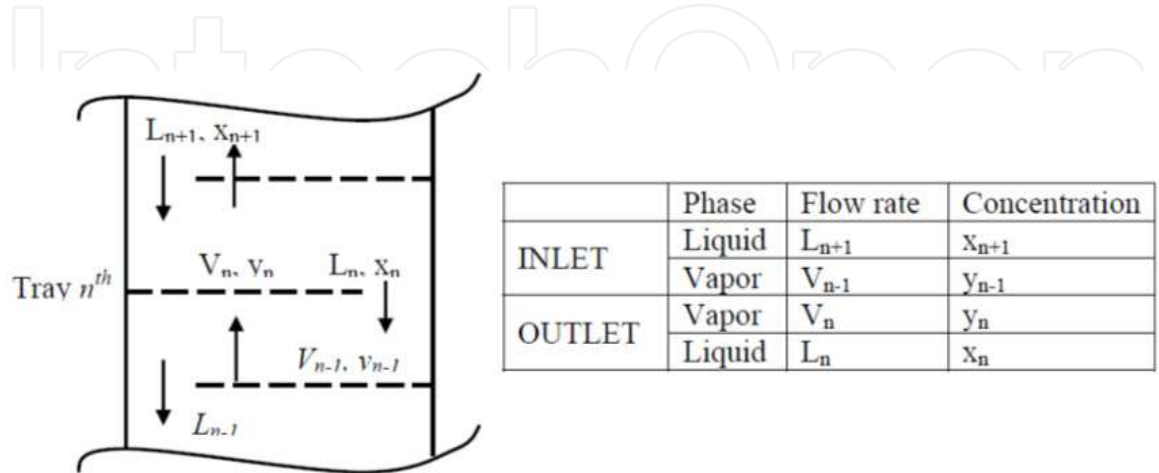 IntechOpen
Lₙ₊₁, xₙ₊₁
Vₙ, yₙ
Lₙ, xₙ
Tray nᵗʰ
Vₙ₋₁, yₙ₋₁
Lₙ₋₁
Phase Flow rate Concentration
INLET
Liquid Lₙ₊₁ xₙ₊₁
Vapor Vₙ₋₁ yₙ₋₁
OUTLET
Vapor Vₙ yₙ
Liquid Lₙ xₙ